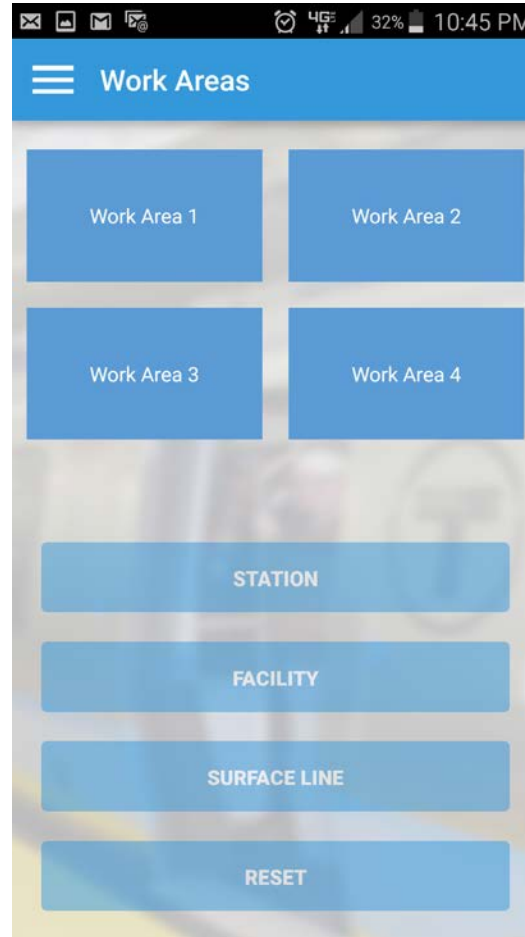 4G 32% 10:45 PM
Work Areas
Work Area 1 Work Area 2
Work Area 3 Work Area 4
T
STATION
FACILITY
SURFACE LINE
RESET